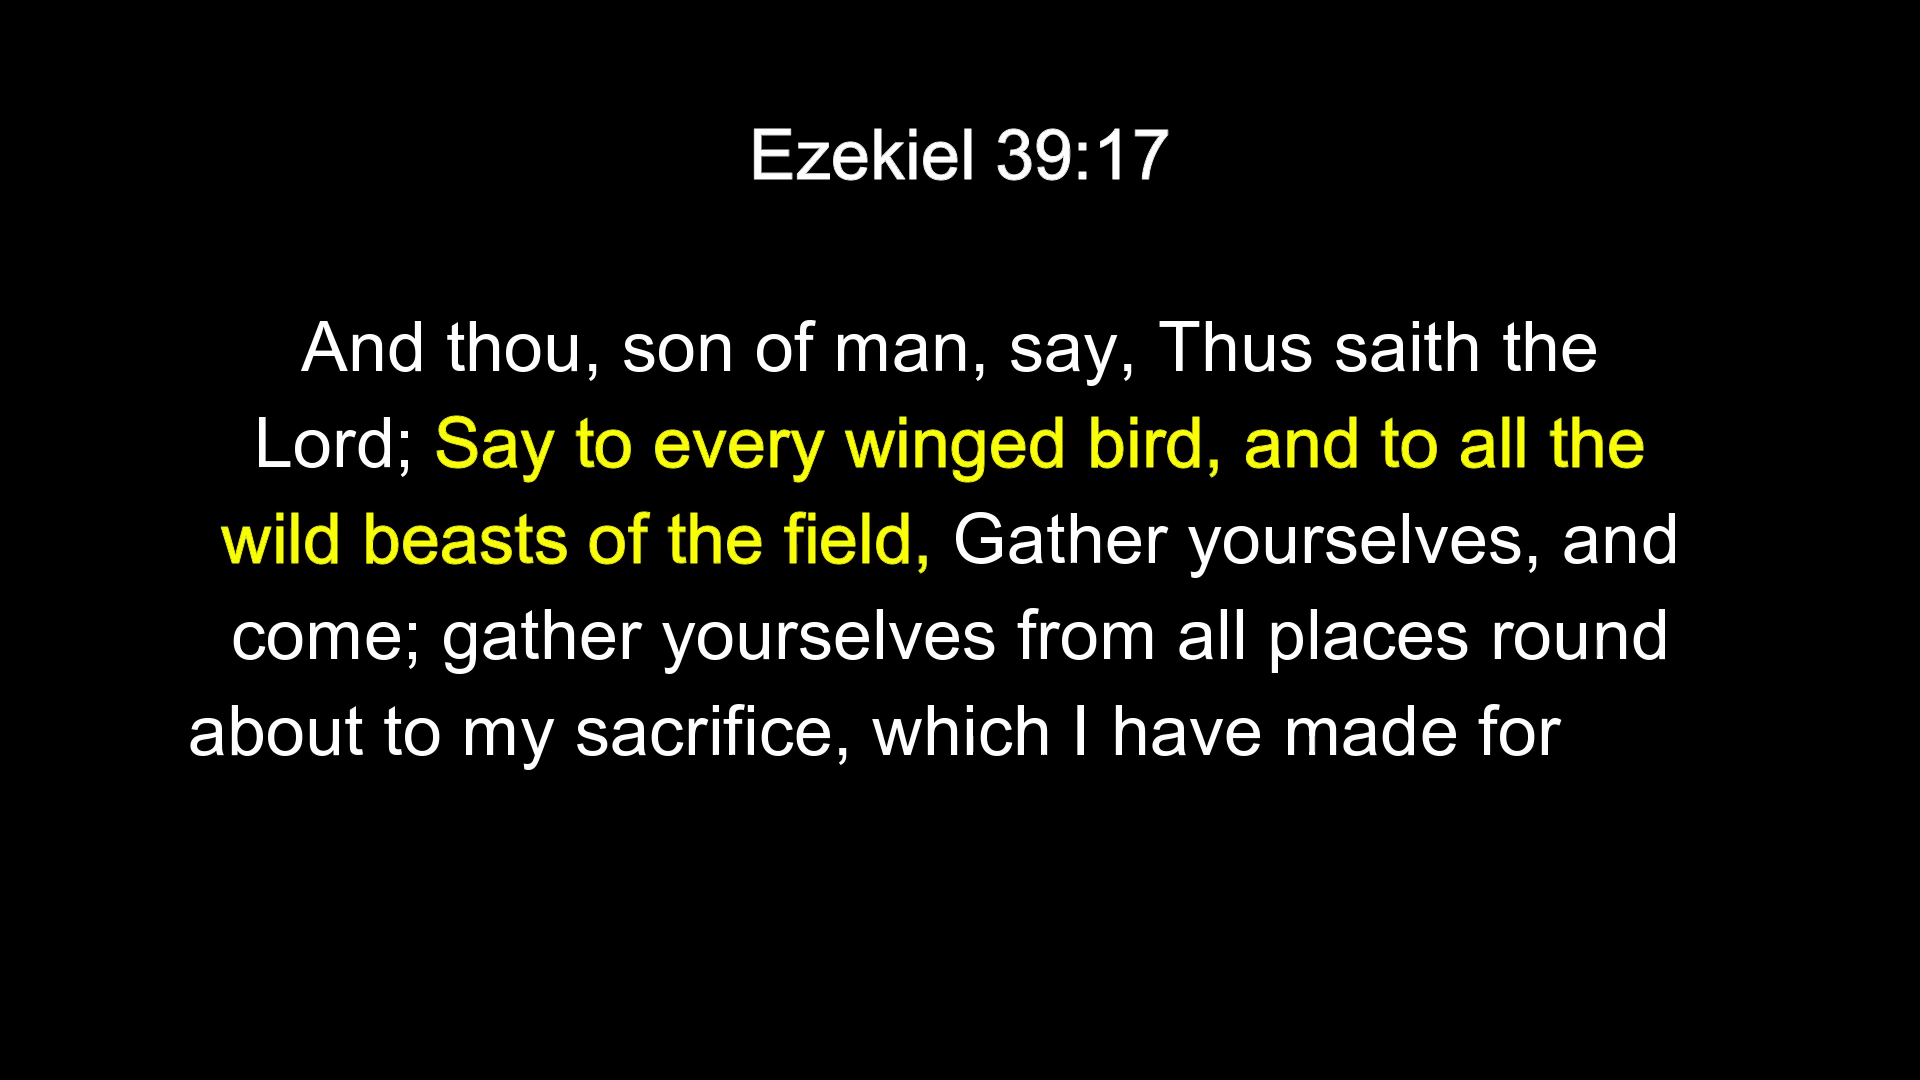 Ezekiel 39:17
And thou, son of man, say, Thus saith the
Lord; Say to every winged bird, and to all the
wild beasts of the field, Gather yourselves, and
come; gather yourselves from all places round
about to my sacrifice, which I have made for